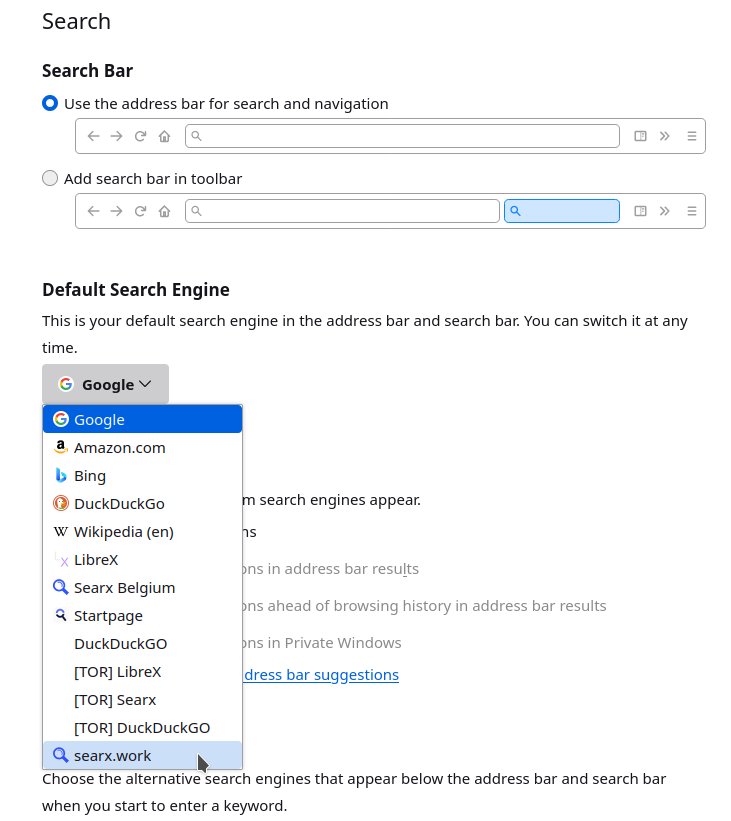 Search
Search Bar
Use the address bar for search and navigation
Add search bar in toolbar
Default Search Engine
This is your default search engine in the address bar and search bar. You can switch it at any
time.
Google
Google
Amazon.com
Bing
DuckDuckGo
m search engines appear.
Wikipedia (en)
ns
LibreX
ons in address bar results
Searx Belgium
ons ahead of browsing history in address bar results
Startpage
DuckDuckGO
ons in Private Windows
[TOR] LibreX
dress bar suggestions
[TOR] Searx
[TOR] DuckDuckGO
searx.work
Choose the alternative search engines that appear below the address bar and search bar
when you start to enter a keyword.